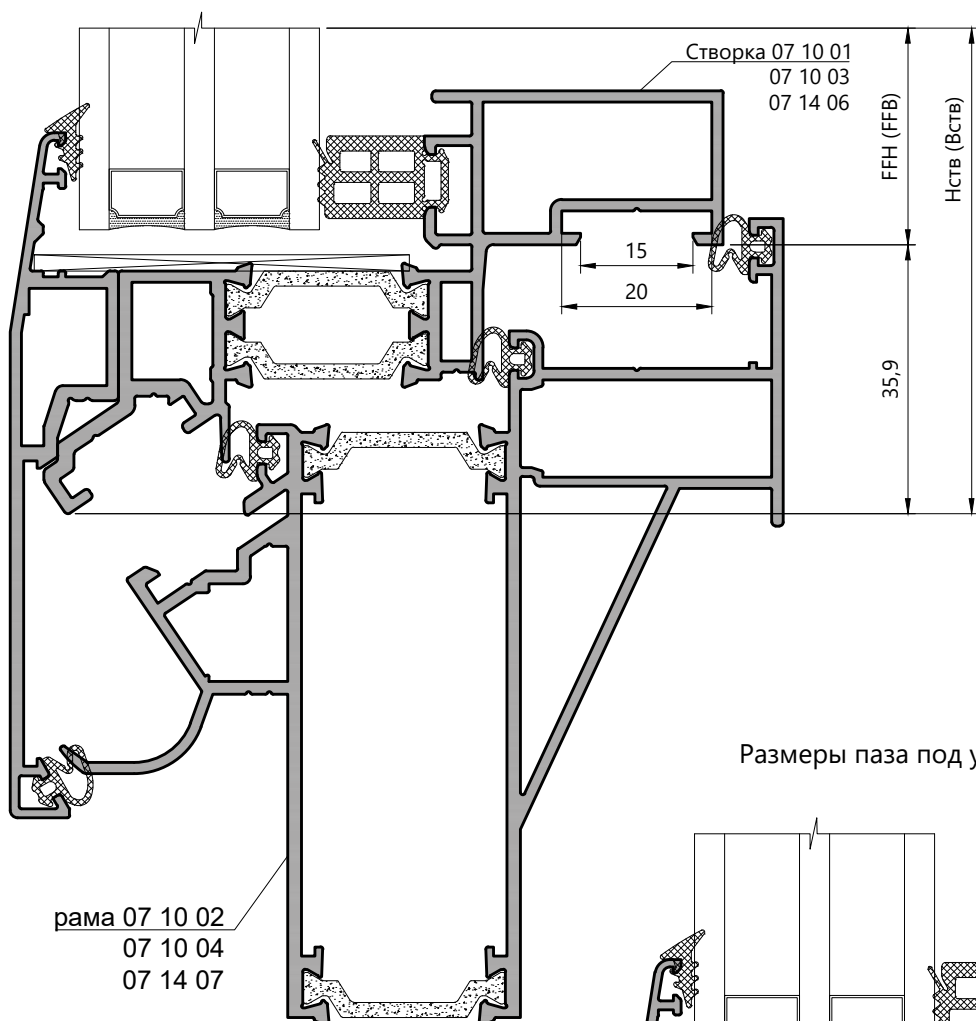 Створка 07 10 01
07 10 03
07 14 06
FFH (FFB)
Нств (Вств)
15
20
35,9
Размеры паза под у
рама 07 10 02
07 10 04
07 14 07